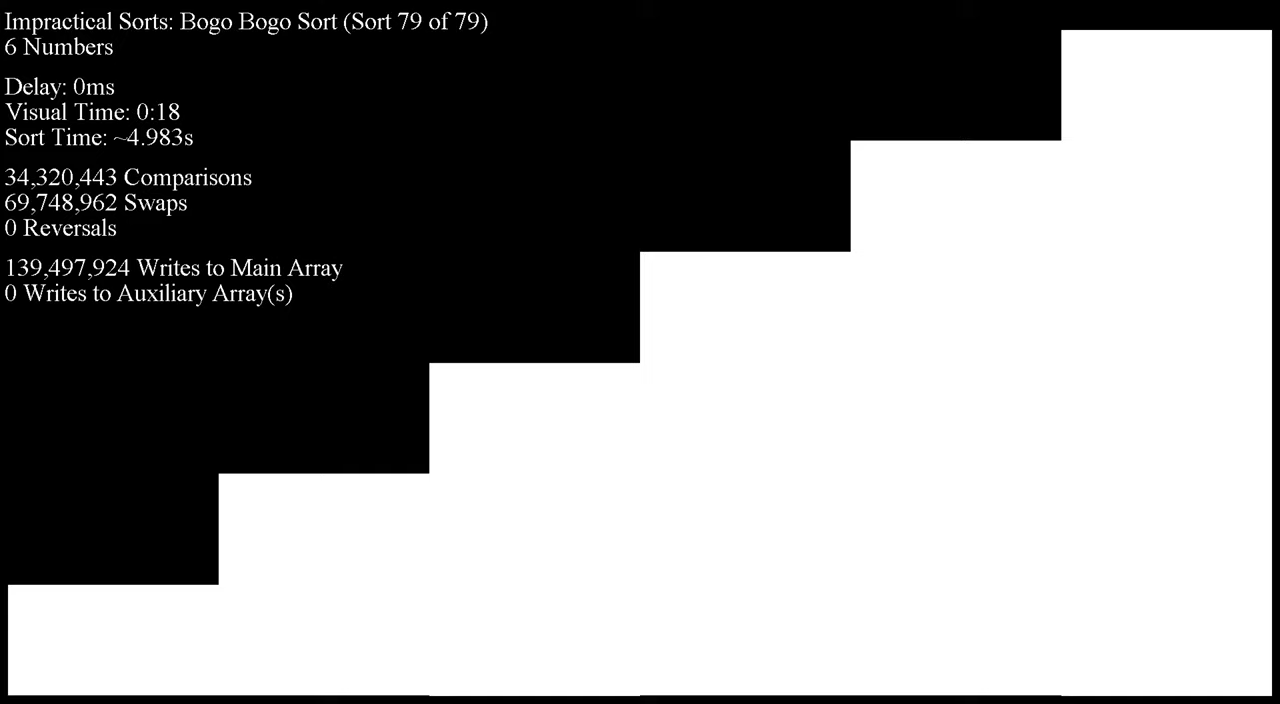 Impractical Sorts: Bogo Bogo Sort (Sort 79 of 79)
6 Numbers
Delay: 0ms
Visual Time: 0:18
Sort Time: ~4.983s
34,320,443 Comparisons
69,748,962 Swaps
0 Reversals
139,497,924 Writes to Main Array
0 Writes to Auxiliary Array(s)